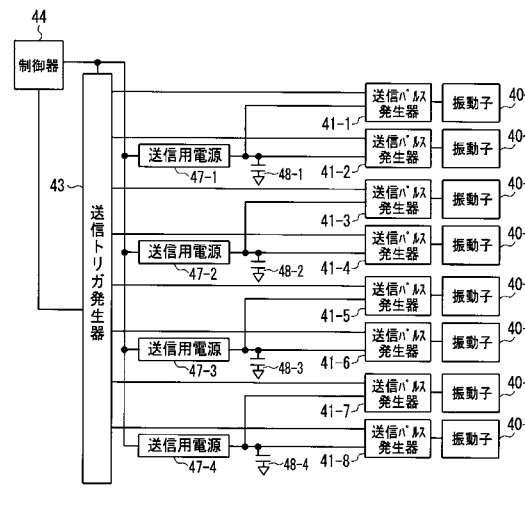 44
制御器
43
送信トリガ発生器
送信パルス
発生器
41-1
振動子
40-
送信用電源
47-1
48-1
送信パルス
発生器
41-2
振動子
40-
送信パルス
発生器
41-3
振動子
40-
送信用電源
47-2
48-2
送信パルス
発生器
41-4
振動子
40-
送信パルス
発生器
41-5
振動子
40-
送信用電源
47-3
48-3
送信パルス
発生器
41-6
振動子
40-
送信パルス
発生器
41-7
振動子
40-
送信用電源
47-4
48-4
送信パルス
発生器
41-8
振動子
40-